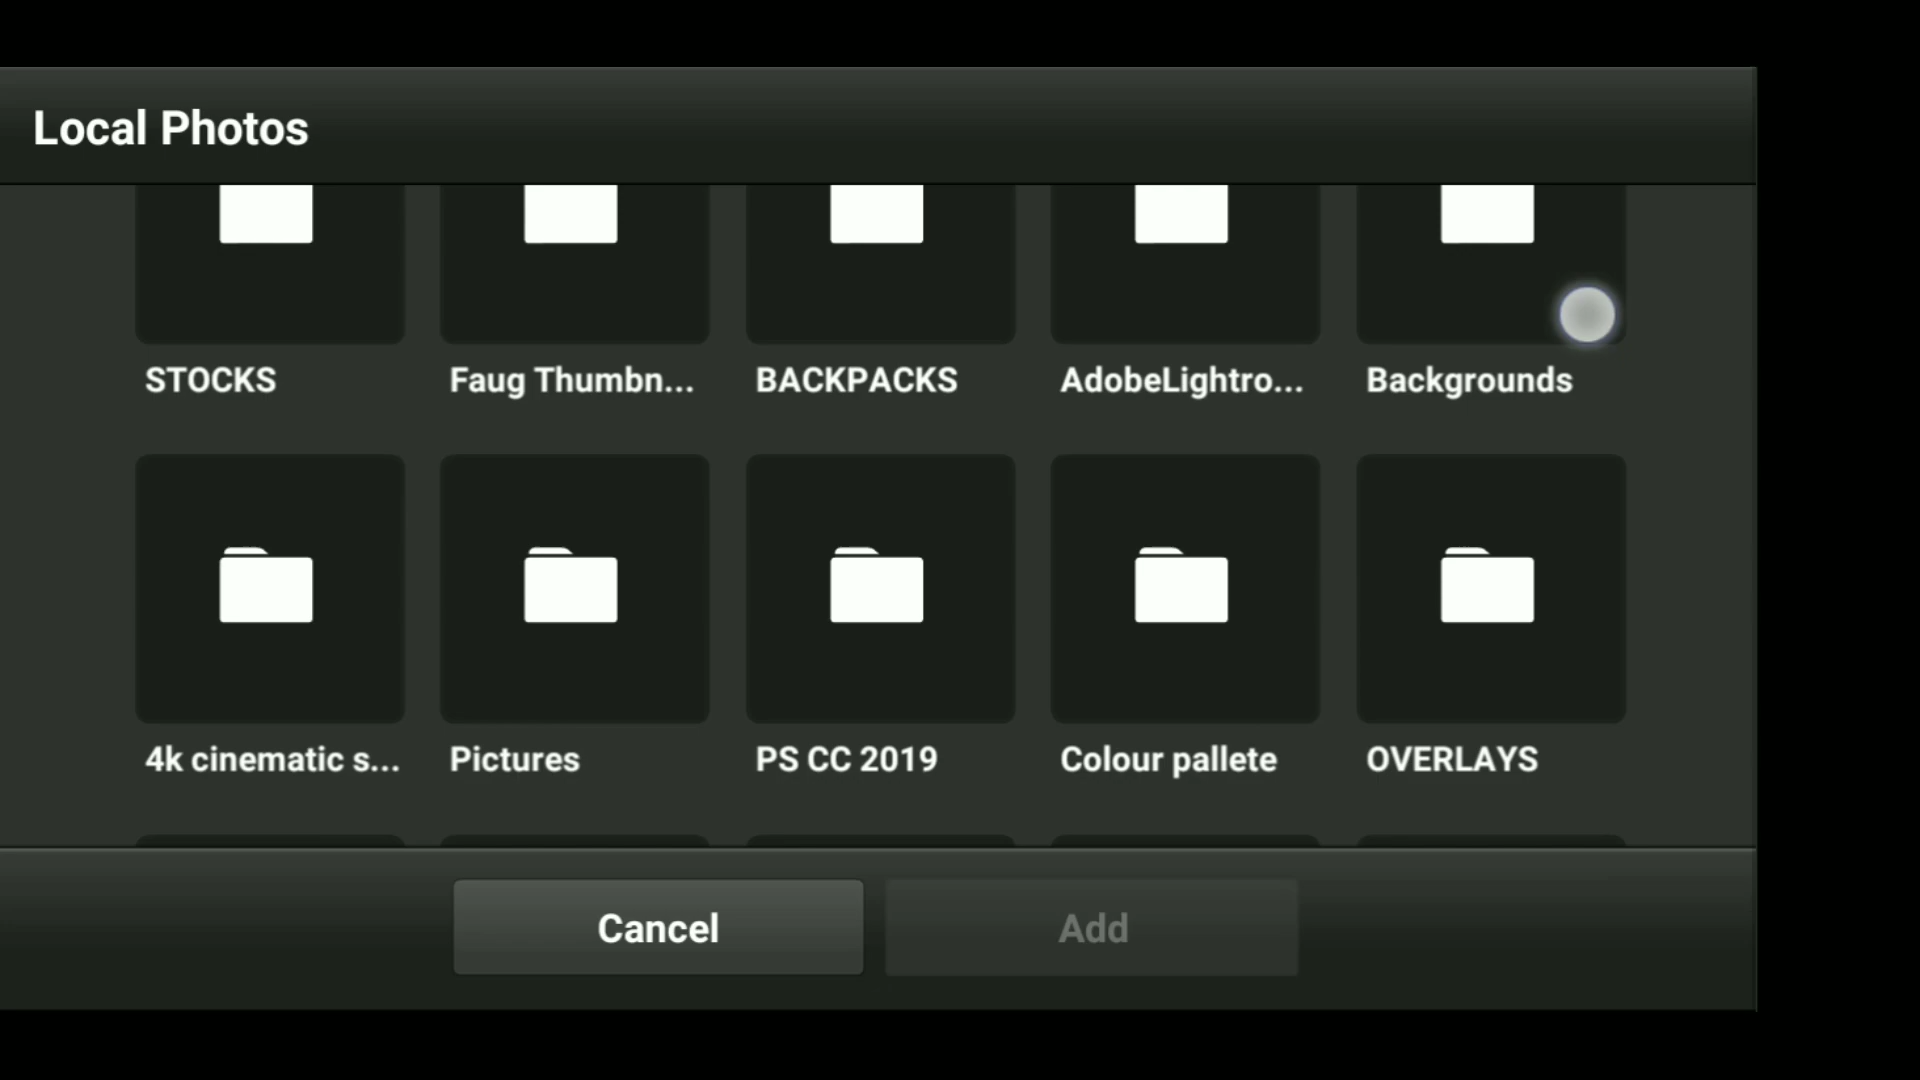 Local Photos
STOCKS
Faug Thumbn...
BACKPACKS
AdobeLightro...
Backgrounds
4k cinematic s...
Pictures
PS CC 2019
Colour pallete
OVERLAYS
Cancel
Add